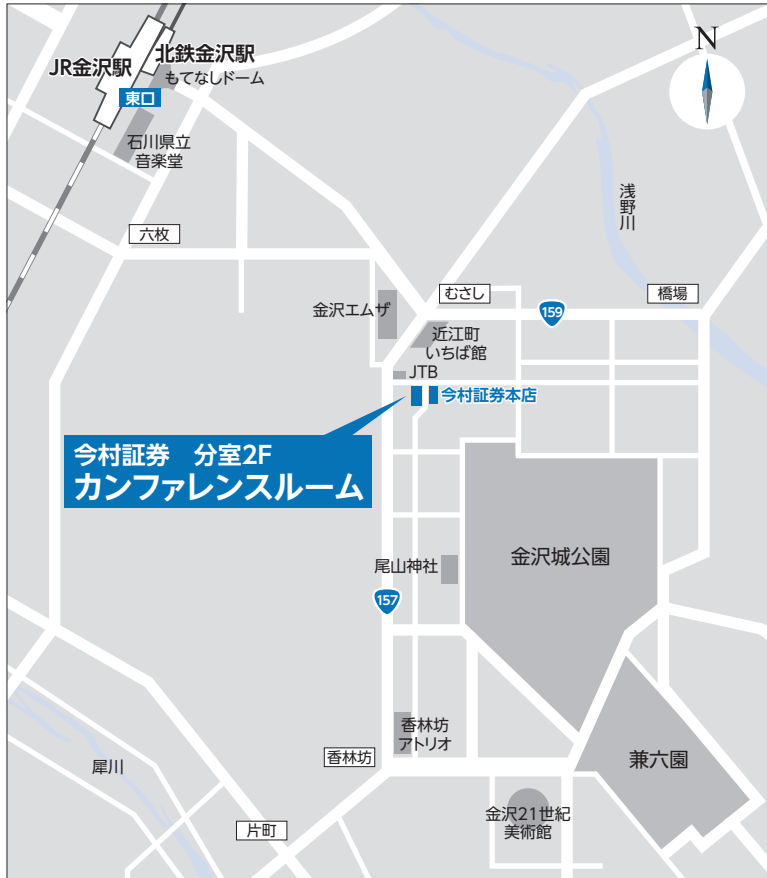 N
JR金沢駅
北鉄金沢駅
もてなしドーム
東口
石川県立
音楽堂
浅野川
六枚
金沢エムザ
むさし
159
橋場
近江町
いちば館
JTB
今村証券本店
今村証券 分室2F
カンファレンスルーム
金沢城公園
尾山神社
157
香林坊
アトリオ
香林坊
兼六園
犀川
金沢21世紀
美術館
片町